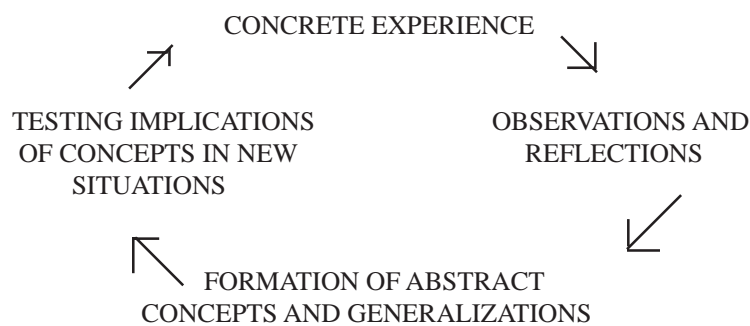 CONCRETE EXPERIENCE
OBSERVATIONS AND
REFLECTIONS
FORMATION OF ABSTRACT
CONCEPTS AND GENERALIZATIONS
TESTING IMPLICATIONS
OF CONCEPTS IN NEW
SITUATIONS